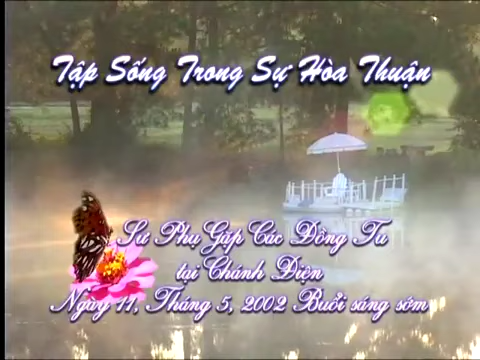 Tập Sống Trong Sự Hòa Thuận
Sư Phụ Gặp Các Đồng Tu
tại Chánh Điện
Ngày 11, Tháng 5, 2002 Buổi sáng sớm